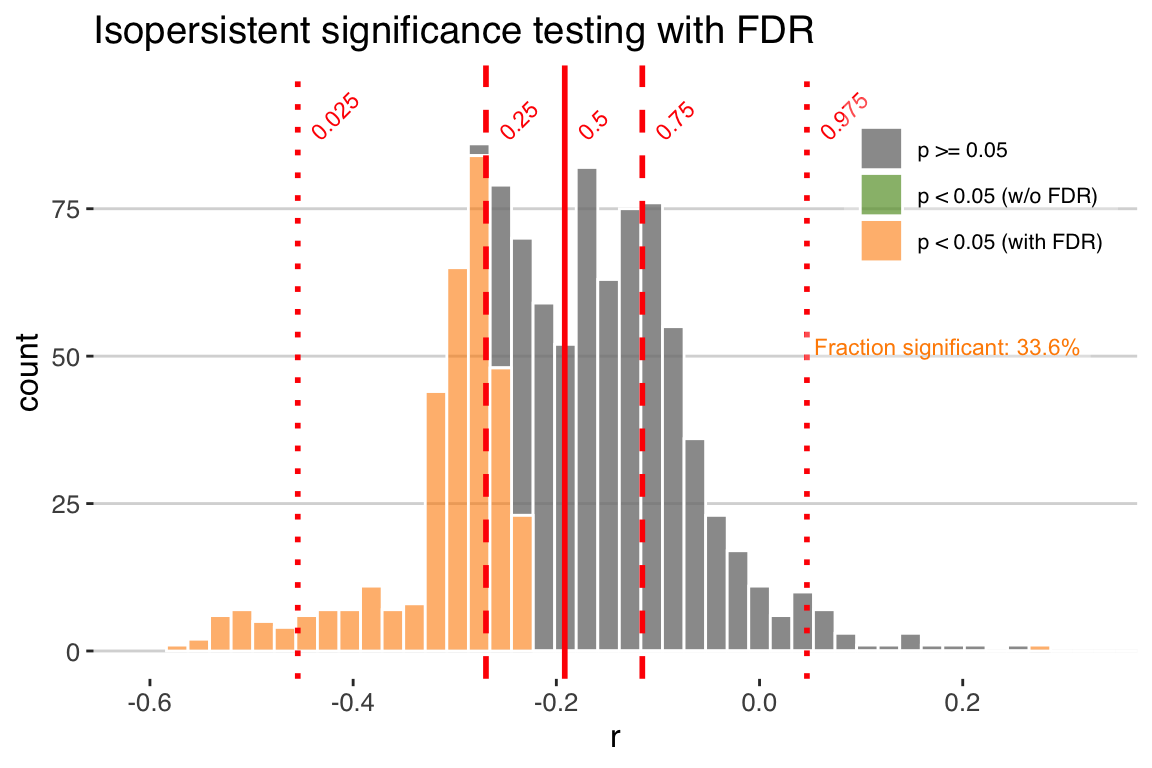 Isopersistent significance testing with FDR
0.025
0.25
0.5
0.75
0.975
p >= 0.05
p < 0.05 (w/o FDR)
p < 0.05 (with FDR)
Fraction significant: 33.6%
count
75
50
25
0
-0.6
-0.4
-0.2
0.0
0.2
r